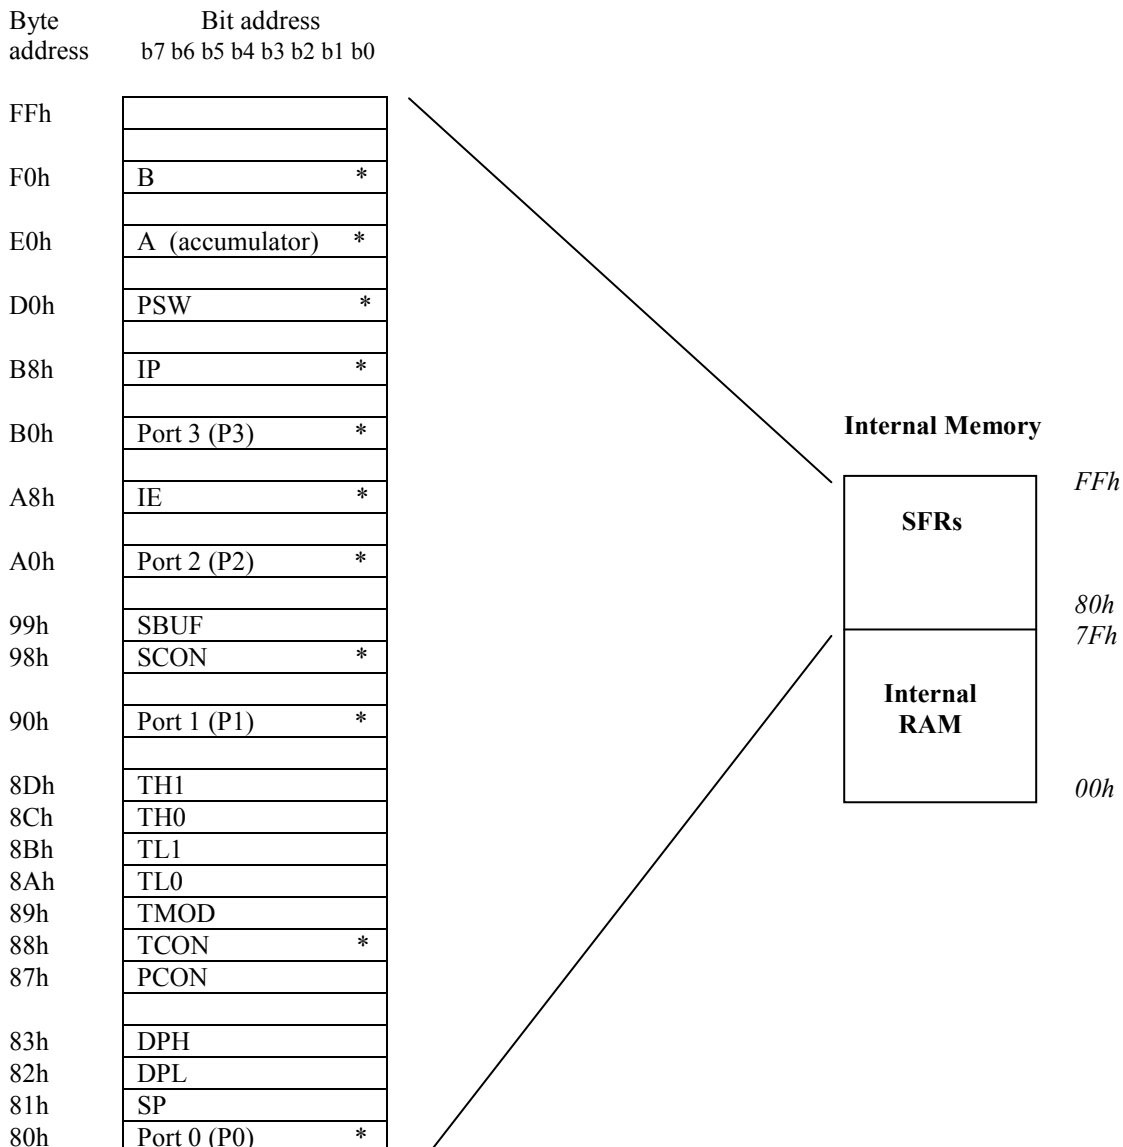 Byte Bit address
address b7 b6 b5 b4 b3 b2 b1 b0
FFh
F0h B *
E0h A (accumulator) *
D0h PSW *
B8h IP *
B0h Port 3 (P3) *
A8h IE *
A0h Port 2 (P2) *
99h SBUF
98h SCON *
90h Port 1 (P1) *
8Dh TH1
8Ch TH0
8Bh TL1
8Ah TL0
89h TMOD
88h TCON *
87h PCON
83h DPH
82h DPL
81h SP
80h Port 0 (P0) *
Internal Memory
FFh
SFRs
80h
7Fh
Internal
RAM
00h